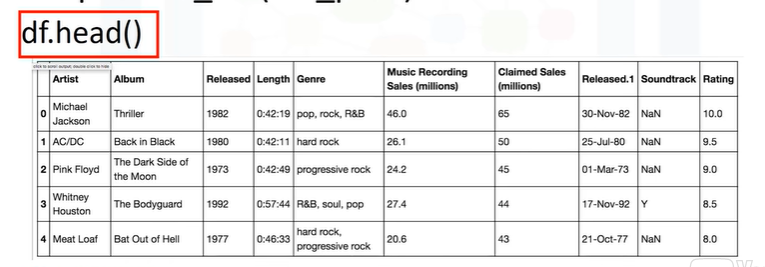 df.head()
click to scroll output; double click to hide
Artist Album Released Length Genre Music Recording Sales (millions) Claimed Sales (millions) Released.1 Soundtrack Rating
0 Michael Jackson Thriller 1982 0:42:19 pop, rock, R&B 46.0 65 30-Nov-82 NaN 10.0
1 AC/DC Back in Black 1980 0:42:11 hard rock 26.1 50 25-Jul-80 NaN 9.5
2 Pink Floyd The Dark Side of the Moon 1973 0:42:49 progressive rock 24.2 45 01-Mar-73 NaN 9.0
3 Whitney Houston The Bodyguard 1992 0:57:44 R&B, soul, pop 27.4 44 17-Nov-92 Y 8.5
4 Meat Loaf Bat Out of Hell 1977 0:46:33 hard rock, progressive rock 20.6 43 21-Oct-77 NaN 8.0